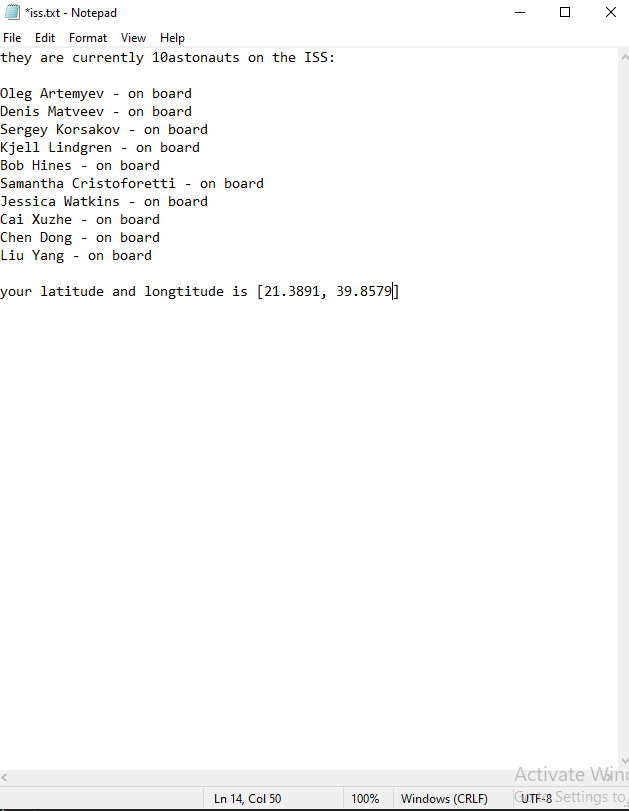 *iss.txt - Notepad
File Edit Format View Help
they are currently 10astonauts on the ISS:
Oleg Artemyev - on board
Denis Matveev - on board
Sergey Korsakov - on board
Kjell Lindgren - on board
Bob Hines - on board
Samantha Cristoforetti - on board
Jessica Watkins - on board
Cai Xuzhe - on board
Chen Dong - on board
Liu Yang - on board
your latitude and longtitude is [21.3891, 39.8579]
Activate Win
Go to Settings to
Ln 14, Col 50 100% Windows (CRLF) UTF-8